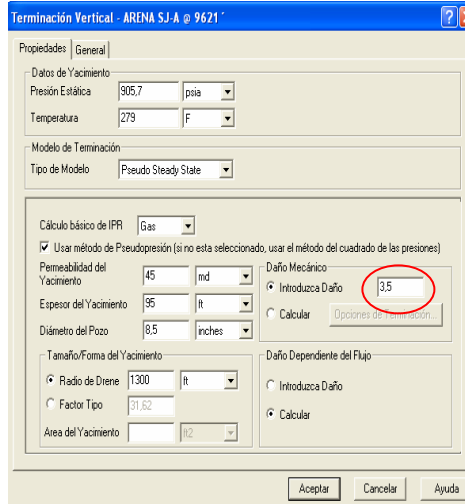 Terminación Vertical - ARENA SJ-A @ 9621´
Propiedades General
Datos de Yacimiento
Presión Estática 905,7 psia
Temperatura 279 F
Modelo de Terminación
Tipo de Modelo Pseudo Steady State
Cálculo básico de IPR Gas
Usar método de Pseudopresión (si no esta seleccionado, usar el método del cuadrado de las presiones)
Permeabilidad del Yacimiento 45 md
Espesor del Yacimiento 95 ft
Diámetro del Pozo 8,5 inches
Daño Mecánico
Introduzca Daño 3,5
Calcular Opciones de Terminación...
Tamaño/Forma del Yacimiento
Radio de Drene 1300 ft
Factor Tipo 31,62
Area del Yacimiento ft2
Daño Dependiente del Flujo
Introduzca Daño
Calcular
Aceptar Cancelar Ayuda